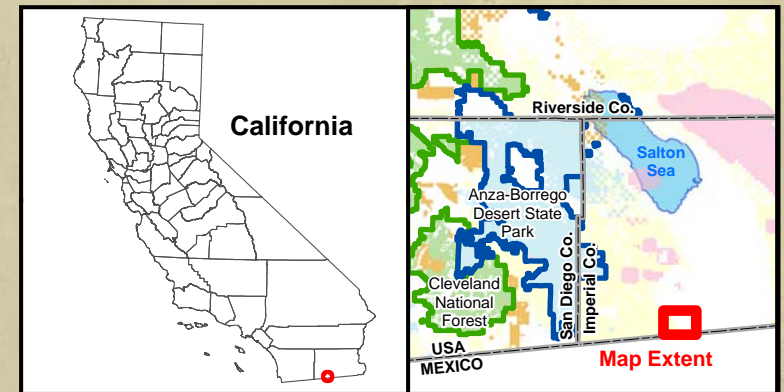 California
Riverside Co.
Salton
Sea
Anza-Borrego
Desert State
Park
San Diego Co.
Imperial Co.
Cleveland
National
Forest
USA
MEXICO
Map Extent